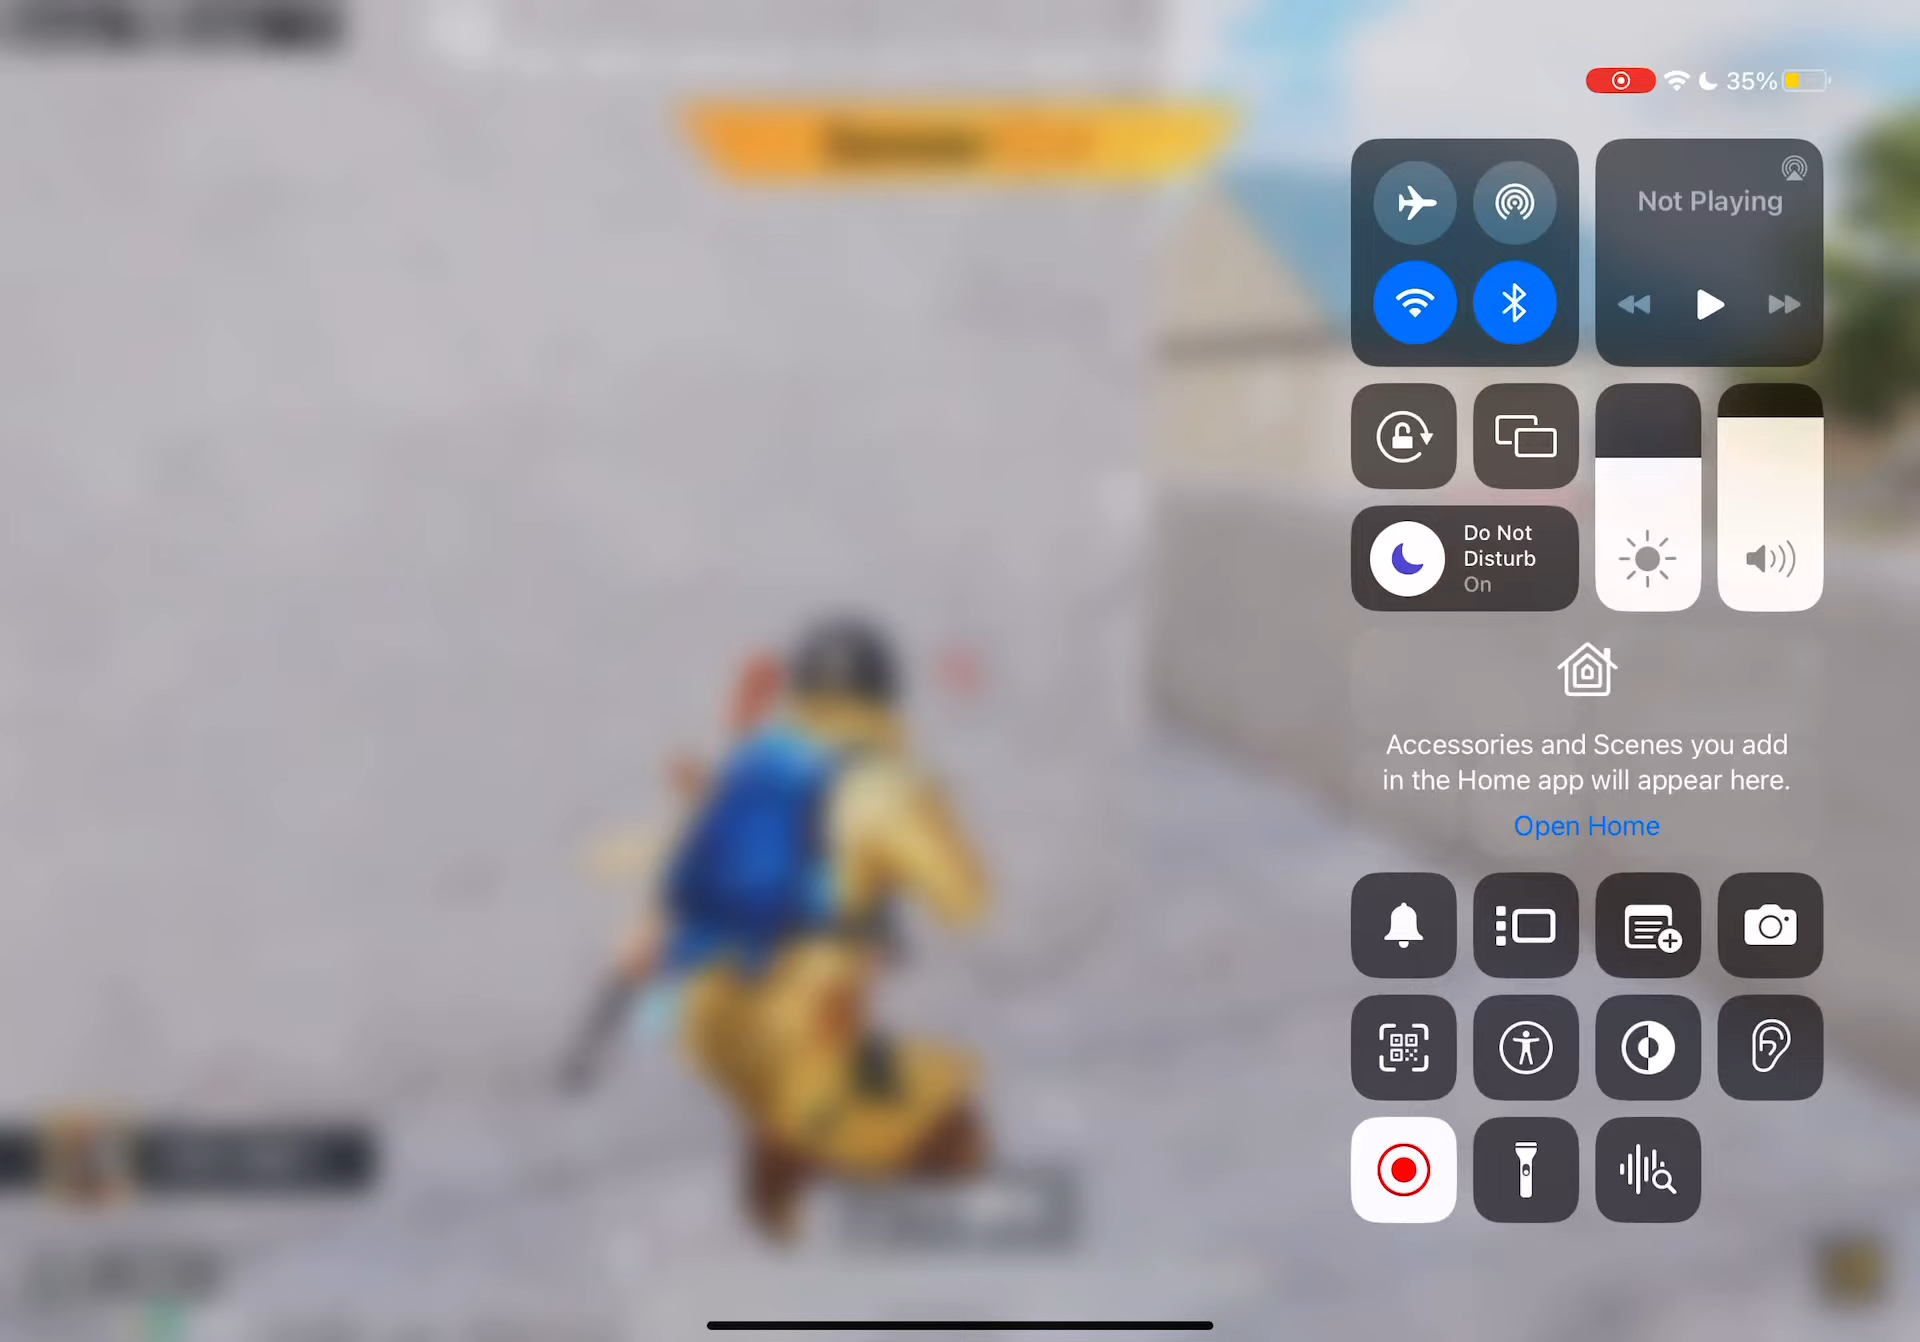 35%
Not Playing
Do Not
Disturb
On
Accessories and Scenes you add
in the Home app will appear here.
Open Home